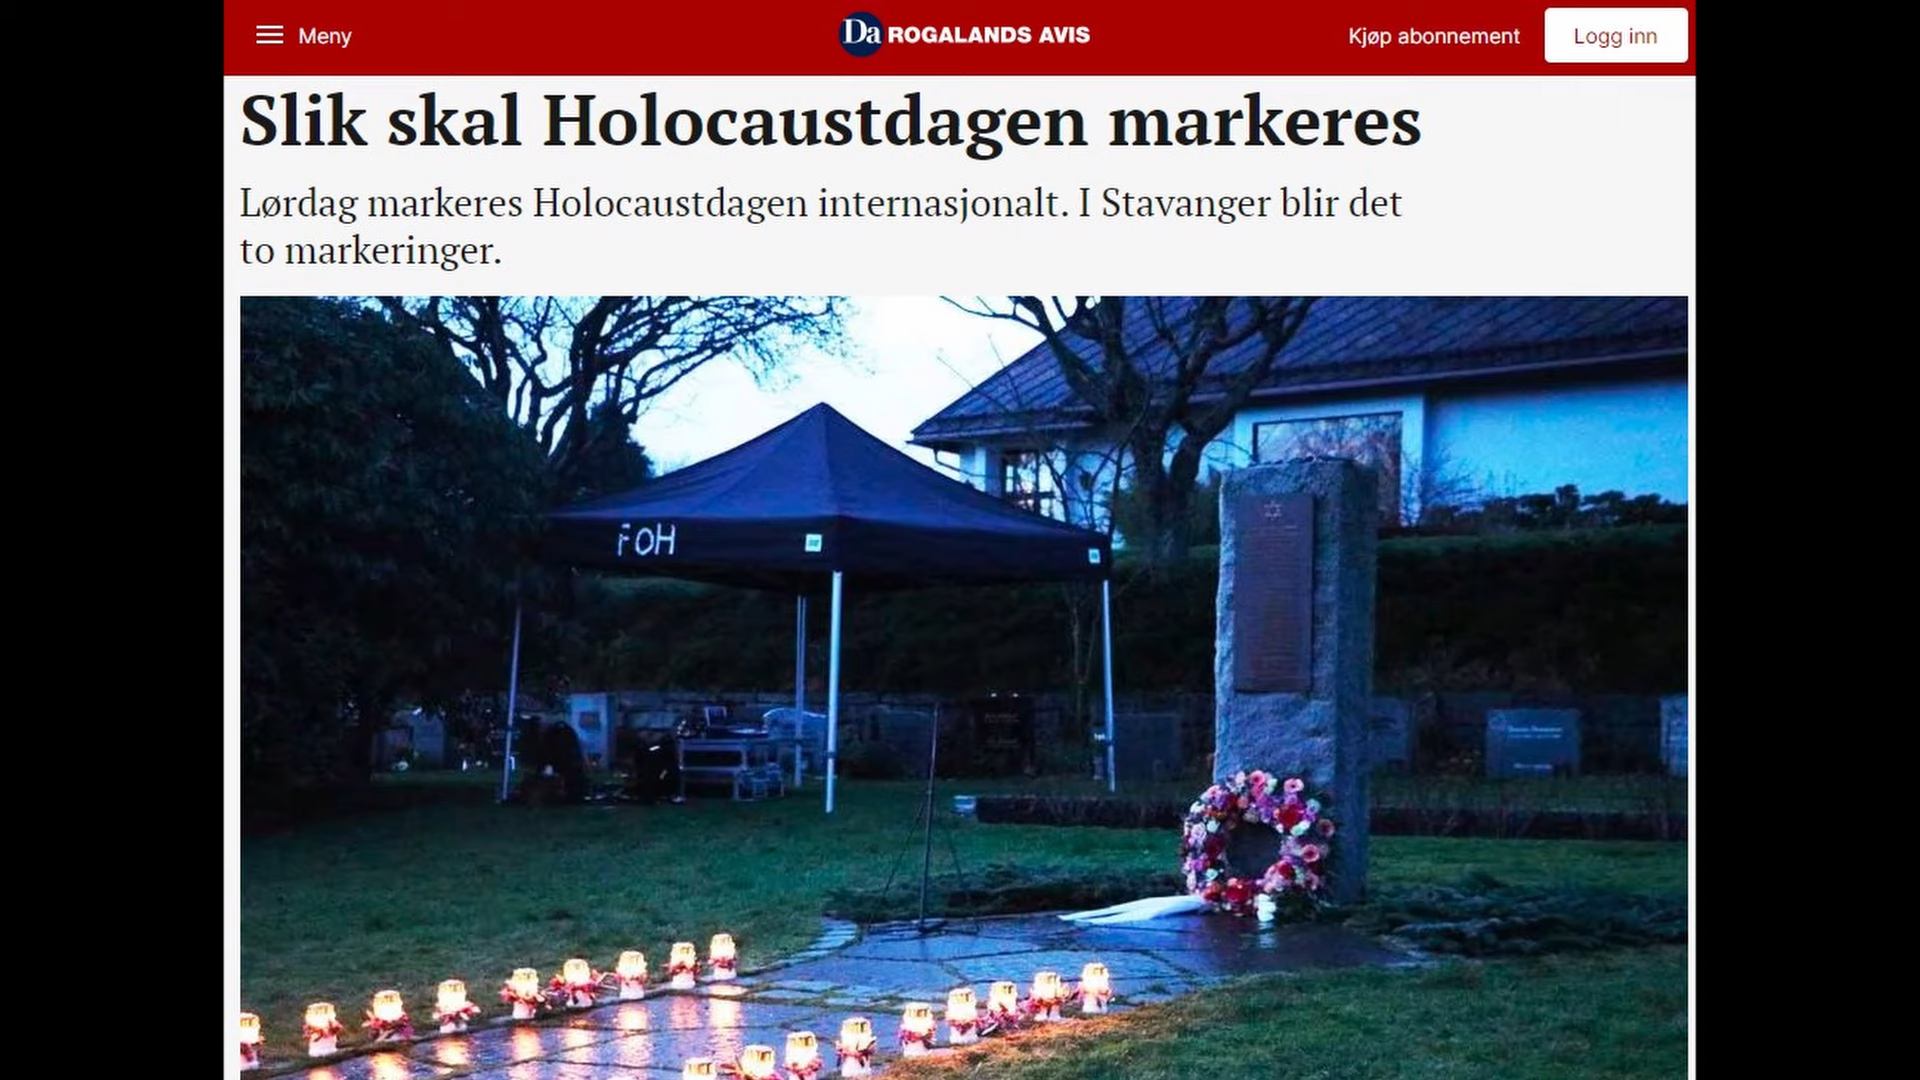 Meny
Da ROGALANDS AVIS
Kjøp abonnement
Logg inn
Slik skal Holocaustdagen markeres
Lørdag markeres Holocaustdagen internasjonalt. I Stavanger blir det
to markeringer.
FOH